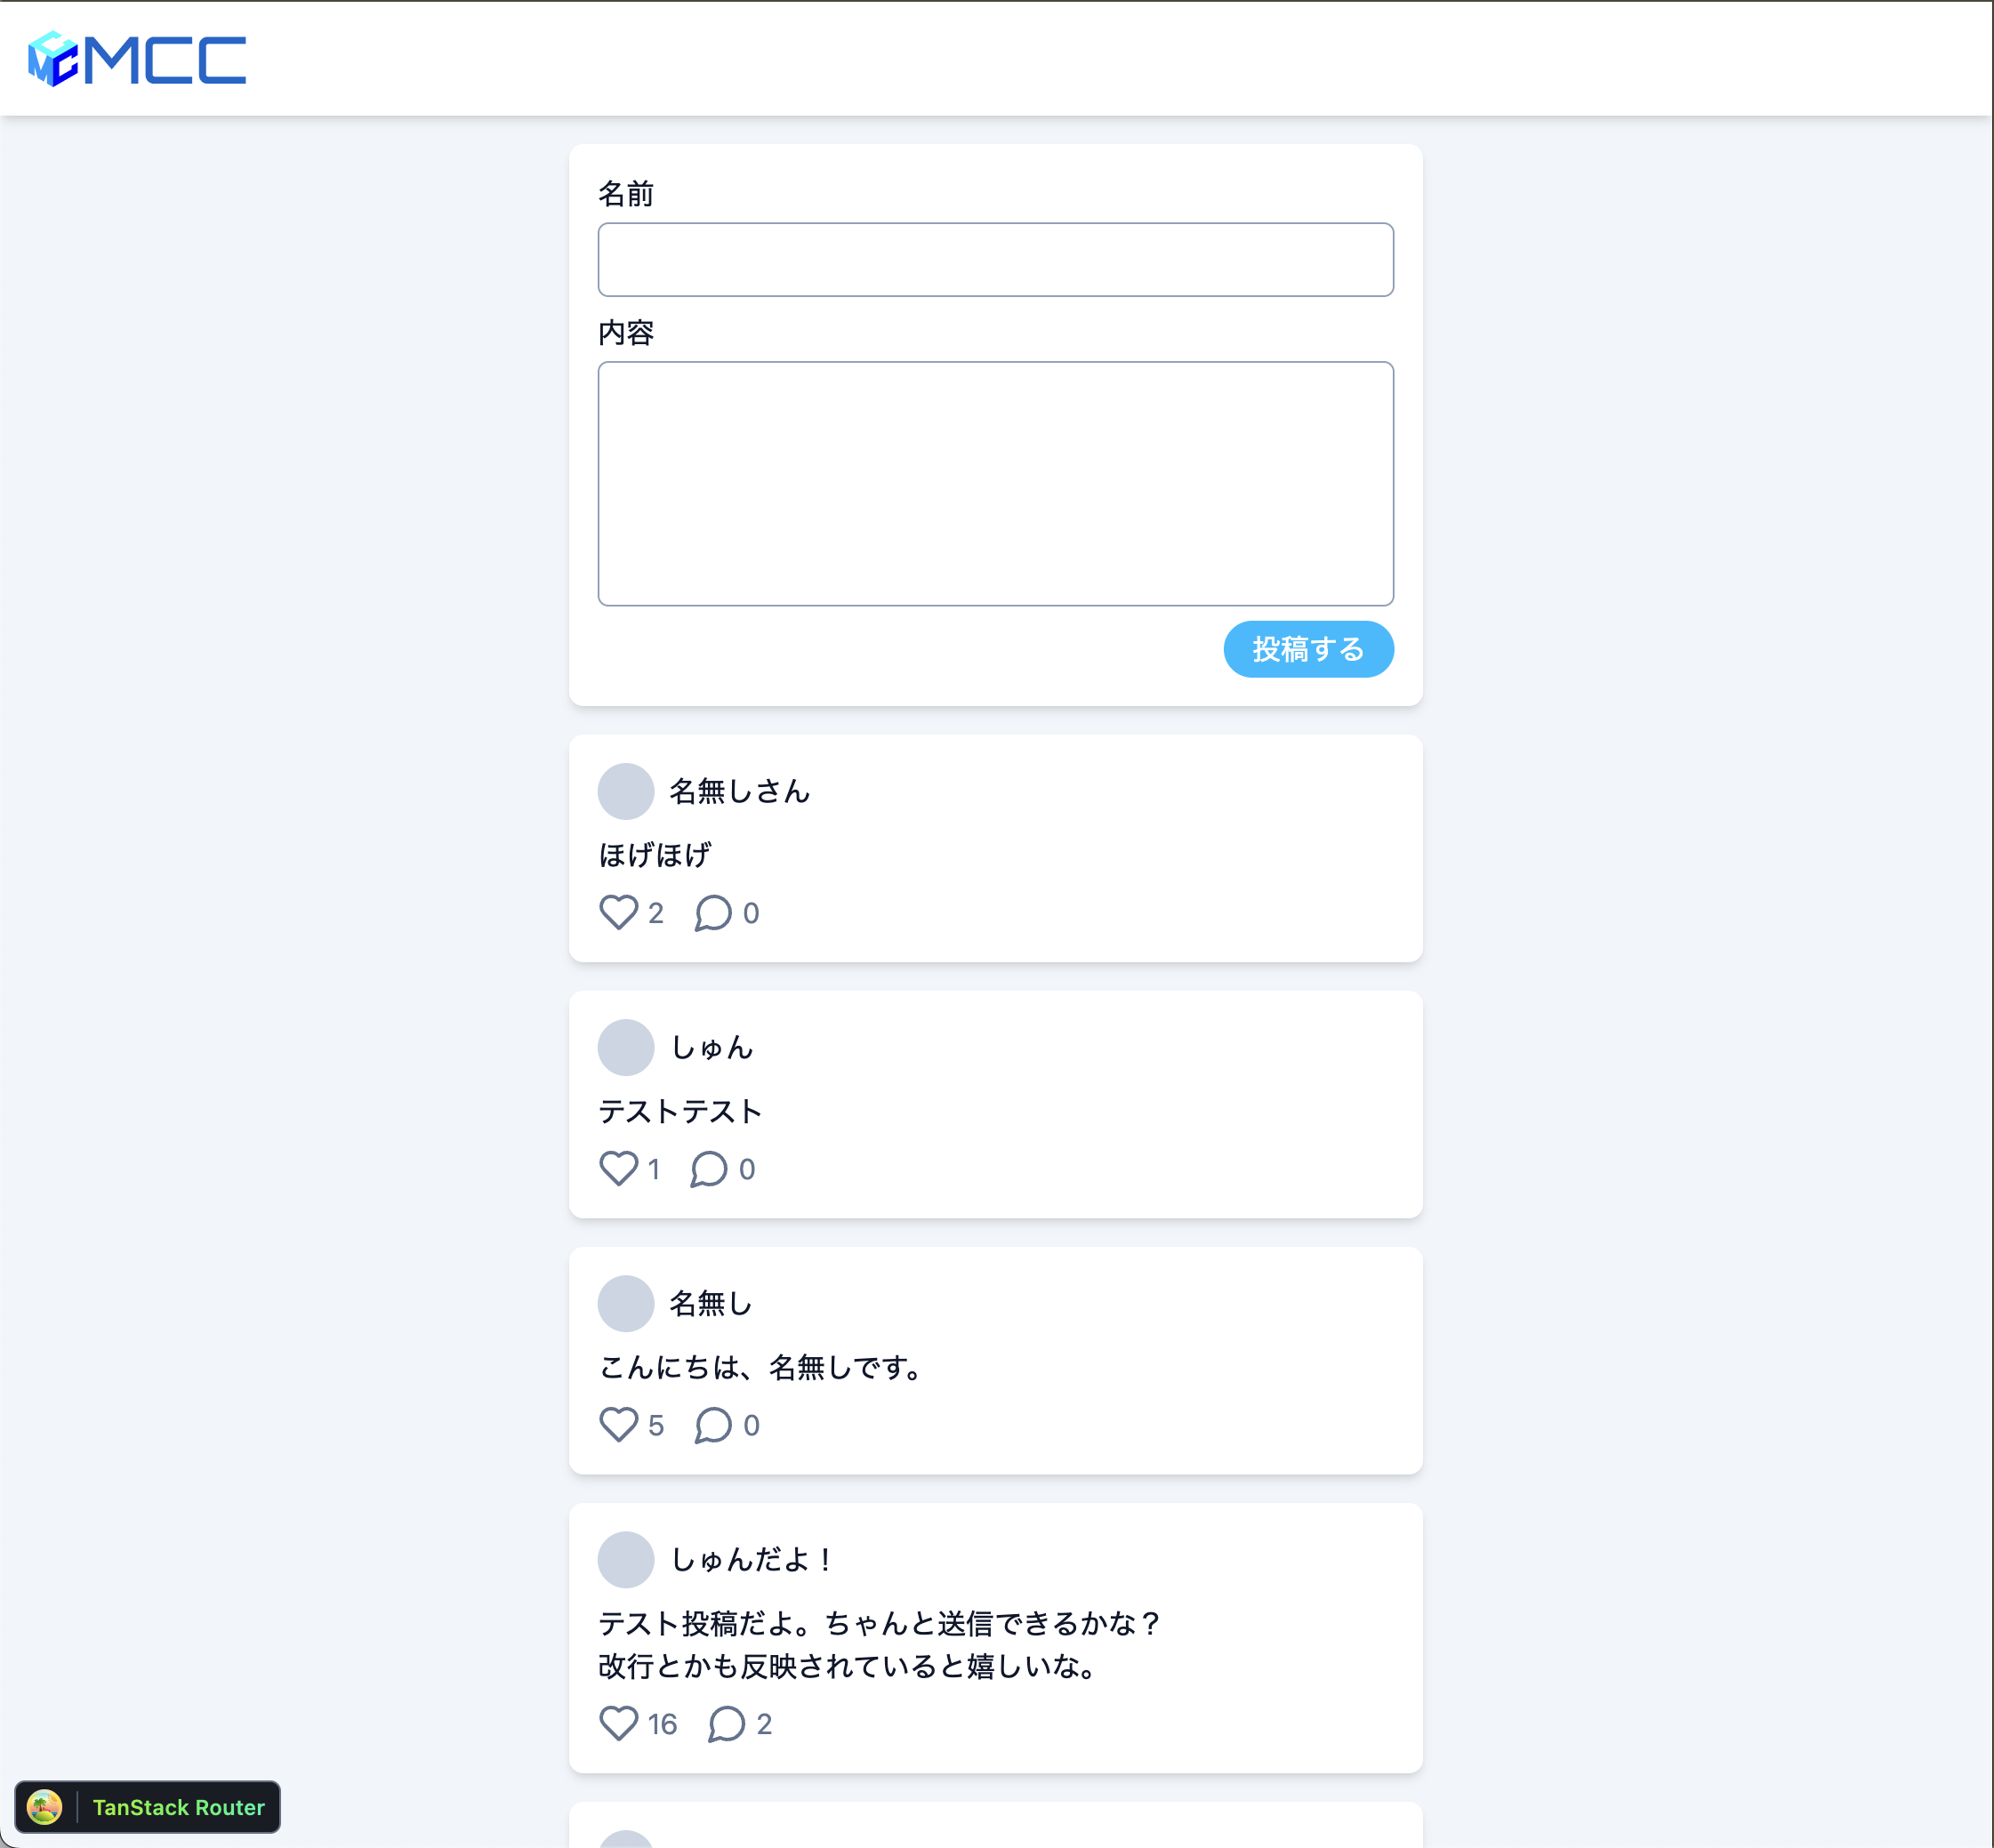 MCC
名前
内容
投稿する
名無しさん
ほげほげ
2 0
しゅん
テストテスト
1 0
名無し
こんにちは、名無しです。
5 0
しゅんだよ！
テスト投稿だよ。ちゃんと送信できるかな？
改行とかも反映されていると嬉しいな。
16 2
TanStack Router